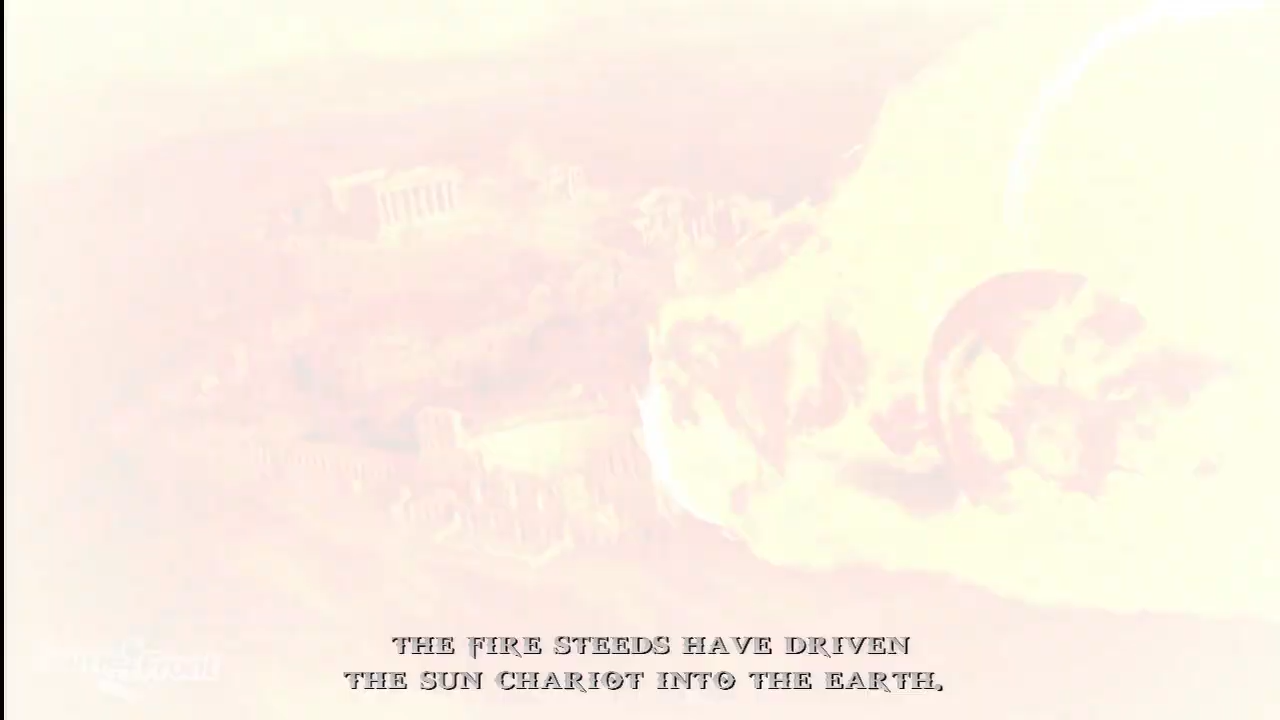 THE FIRE STEEDS HAVE DRIVEN
THE SUN CHARIOT INTO THE EARTH.